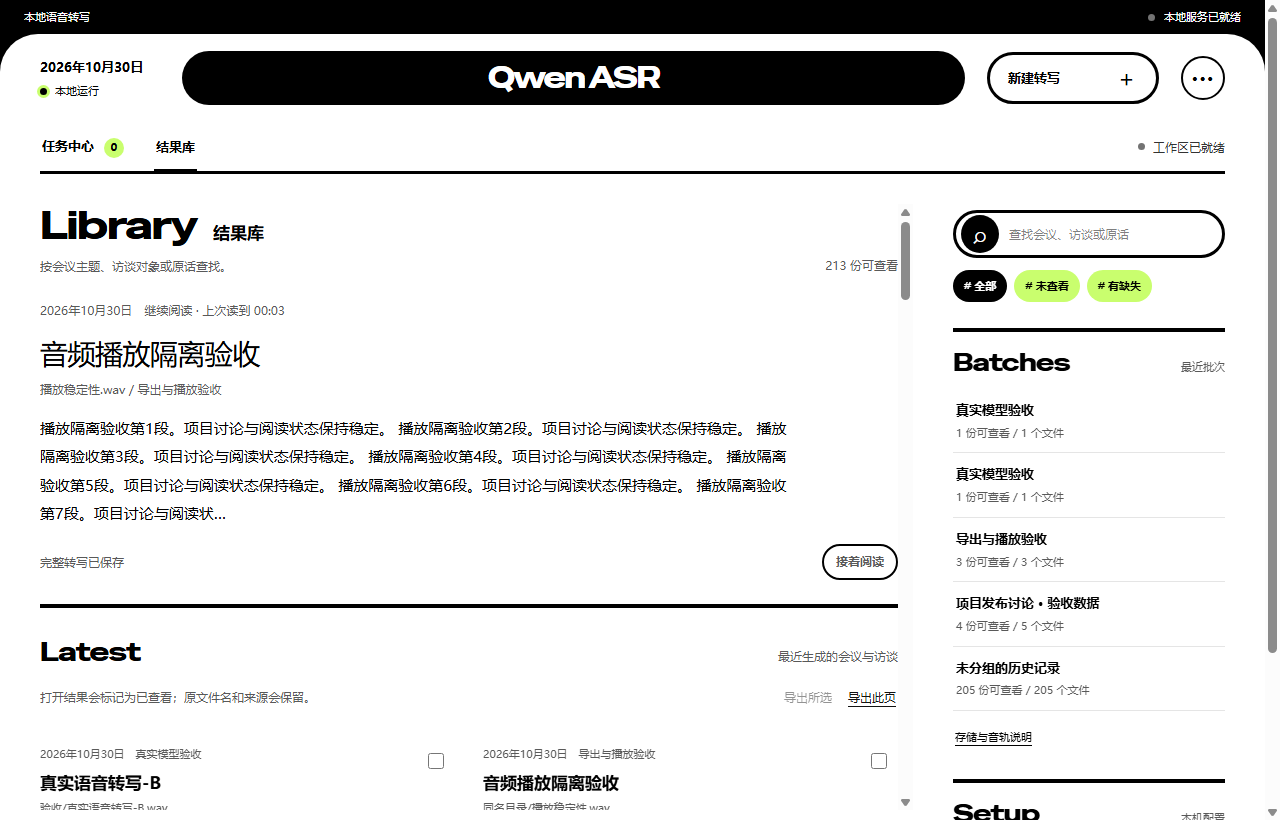 本地语音转写
本地服务已就绪
2026年10月30日
本地运行
Qwen ASR
新建转写 +
任务中心 0
结果库
工作区已就绪
Library 结果库
按会议主题、访谈对象或原话查找。
213 份可查看
2026年10月30日 继续阅读 · 上次读到 00:03
音频播放隔离验收
播放稳定性.wav / 导出与播放验收
播放隔离验收第1段。项目讨论与阅读状态保持稳定。 播放隔离验收第2段。项目讨论与阅读状态保持稳定。 播放
隔离验收第3段。项目讨论与阅读状态保持稳定。 播放隔离验收第4段。项目讨论与阅读状态保持稳定。 播放隔离
验收第5段。项目讨论与阅读状态保持稳定。 播放隔离验收第6段。项目讨论与阅读状态保持稳定。 播放隔离验收
第7段。项目讨论与阅读状...
完整转写已保存
接着阅读
Latest
最近生成的会议与访谈
打开结果会标记为已查看；原文件名和来源会保留。
导出所选 导出此页
2026年10月30日 真实模型验收
真实语音转写-B
验收/真实语音转写-B.wav
2026年10月30日 导出与播放验收
音频播放隔离验收
同名目录/播放稳定性.wav
查找会议、访谈或原话
# 全部
# 未查看
# 有缺失
Batches
最近批次
真实模型验收
1 份可查看 / 1 个文件
真实模型验收
1 份可查看 / 1 个文件
导出与播放验收
3 份可查看 / 3 个文件
项目发布讨论 • 验收数据
4 份可查看 / 5 个文件
未分组的历史记录
205 份可查看 / 205 个文件
存储与音轨说明
Setup
本机配置